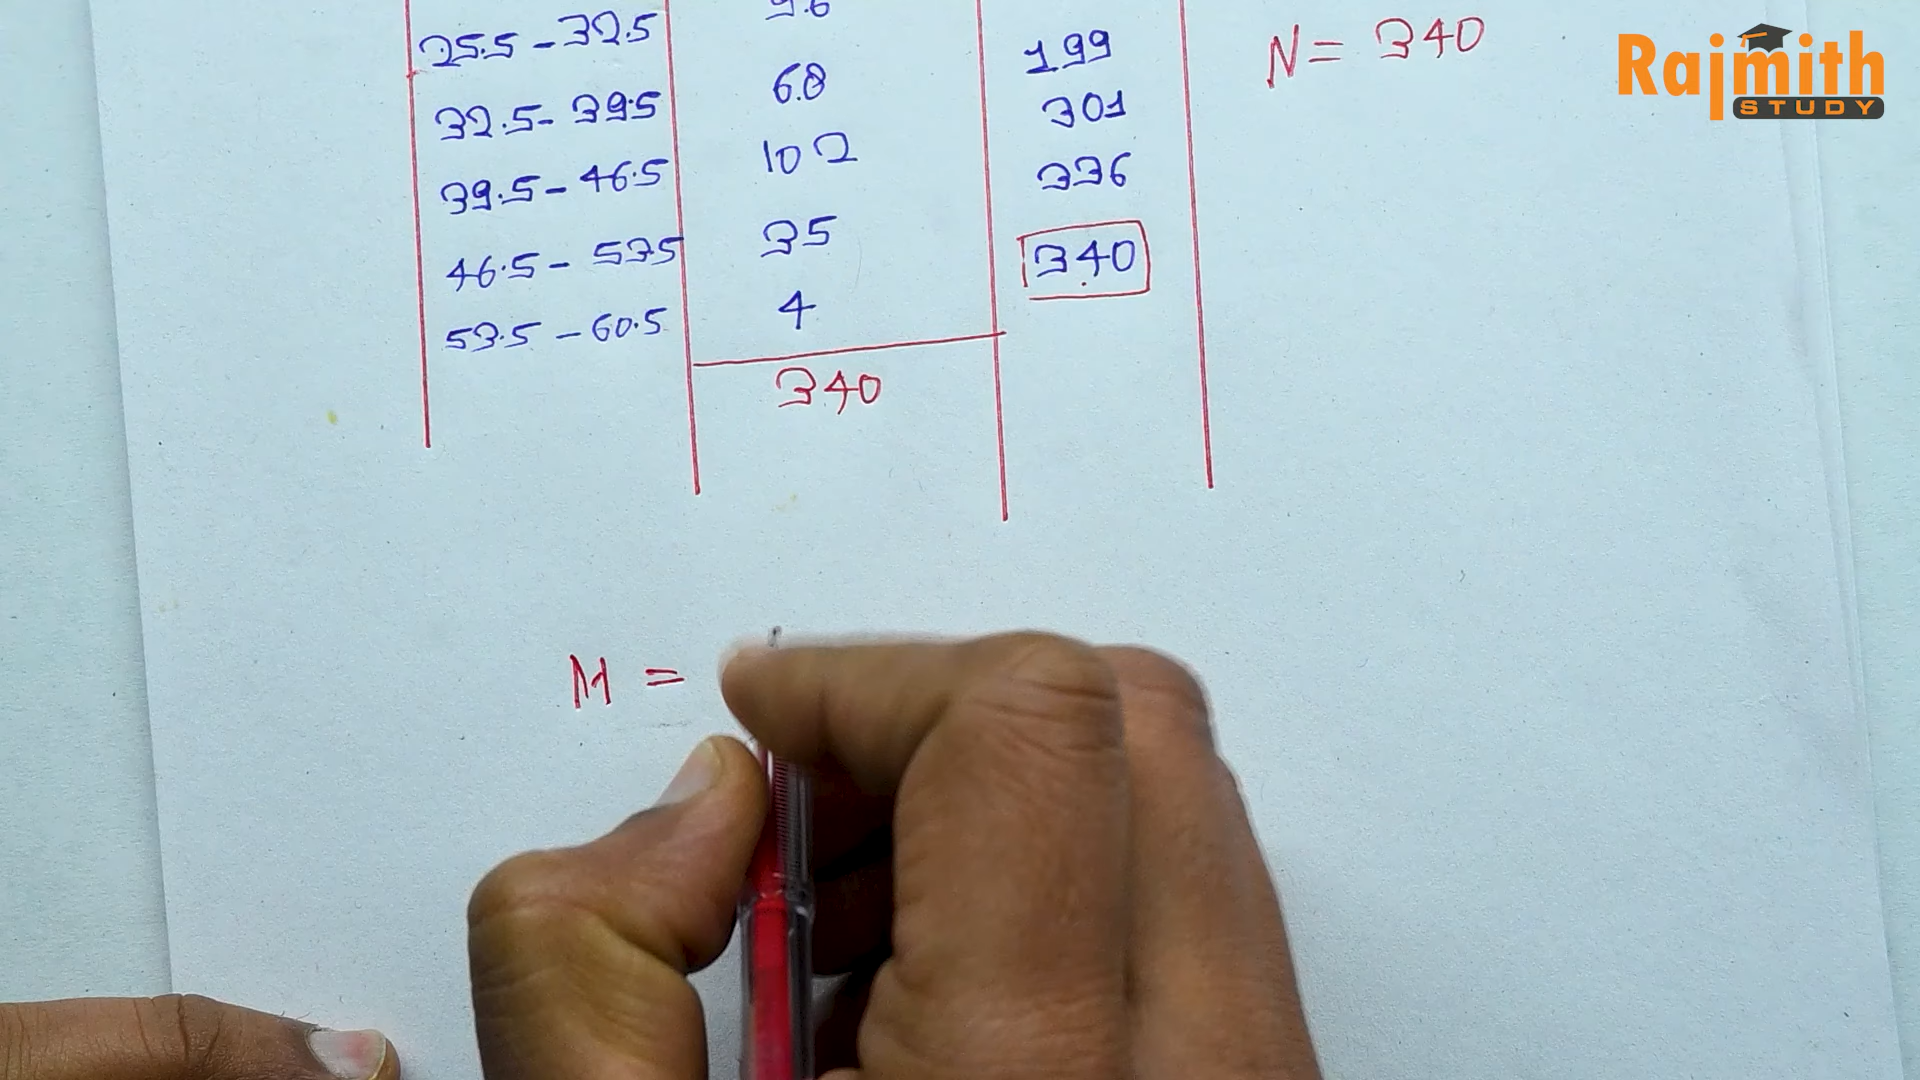 25.5 - 32.5 96 199 N = 340
32.5 - 39.5 68 301
39.5 - 46.5 102 336
46.5 - 53.5 35 340
53.5 - 60.5 4
340
M =
Rajmith
STUDY